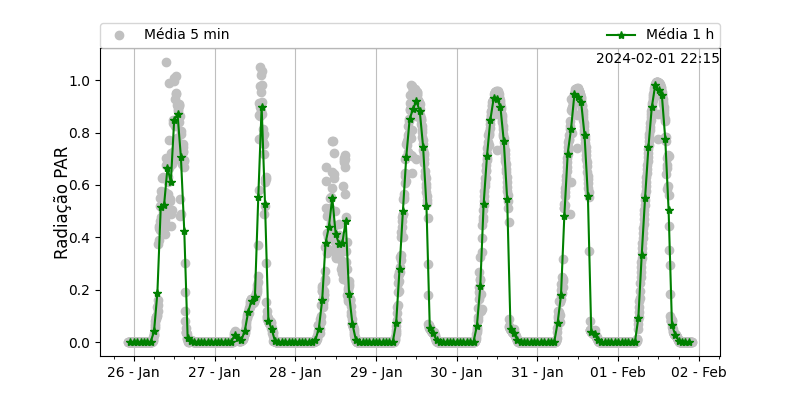 Média 5 min
Média 1 h
2024-02-01 22:15
Radiação PAR
1.0
0.8
0.6
0.4
0.2
0.0
26 - Jan
27 - Jan
28 - Jan
29 - Jan
30 - Jan
31 - Jan
01 - Feb
02 - Feb